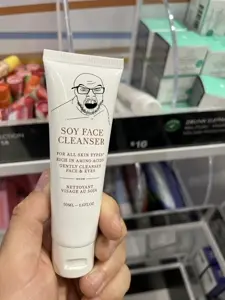 SOY FACE
CLEANSER
FOR ALL SKIN TYPES
RICH IN AMINO ACIDS
GENTLY CLEANSES
FACE & EYES
NETTOYANT
VISAGE AU SOJA
$10